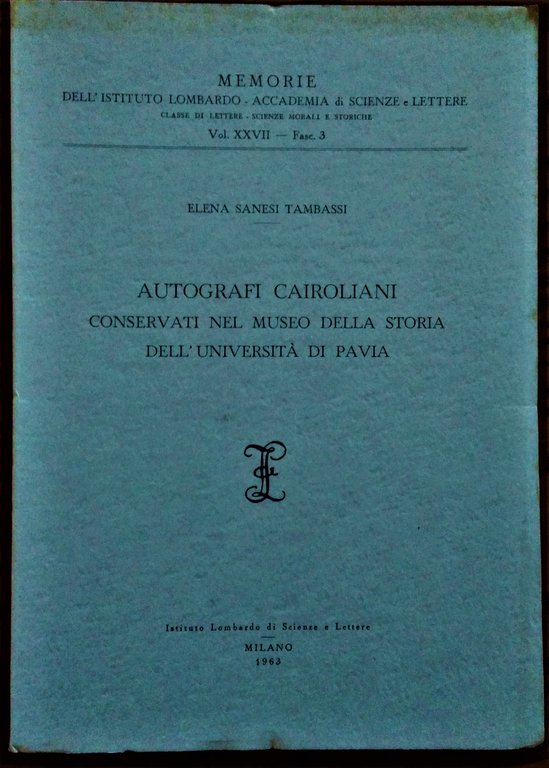 MEMORIE
DELL'ISTITUTO LOMBARDO - ACCADEMIA di SCIENZE e LETTERE
CLASSE DI LETTERE - SCIENZE MORALI E STORICHE
Vol. XXVII — Fasc. 3
ELENA SANESI TAMBASSI
AUTOGRAFI CAIROLIANI
CONSERVATI NEL MUSEO DELLA STORIA
DELL'UNIVERSITÀ DI PAVIA
Istituto Lombardo di Scienze e Lettere
MILANO
1963